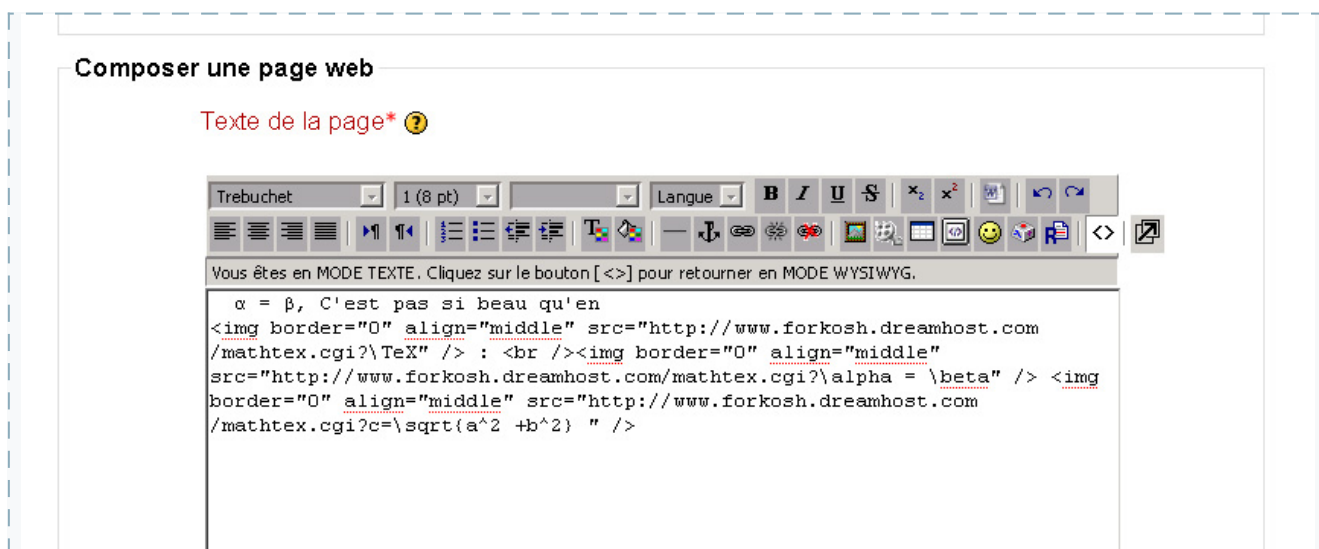 Composer une page web
Texte de la page*
Trebuchet 1 (8 pt) Langue B I U S x₂ x²
Vous êtes en MODE TEXTE. Cliquez sur le bouton [<>] pour retourner en MODE WYSIWYG.
α = β, C'est pas si beau qu'en
<img border="0" align="middle" src="http://www.forkosh.dreamhost.com
/mathtex.cgi?\TeX" /> : <br /><img border="0" align="middle"
src="http://www.forkosh.dreamhost.com/mathtex.cgi?\alpha = \beta" /> <img
border="0" align="middle" src="http://www.forkosh.dreamhost.com
/mathtex.cgi?c=\sqrt{a^2 +b^2} " />